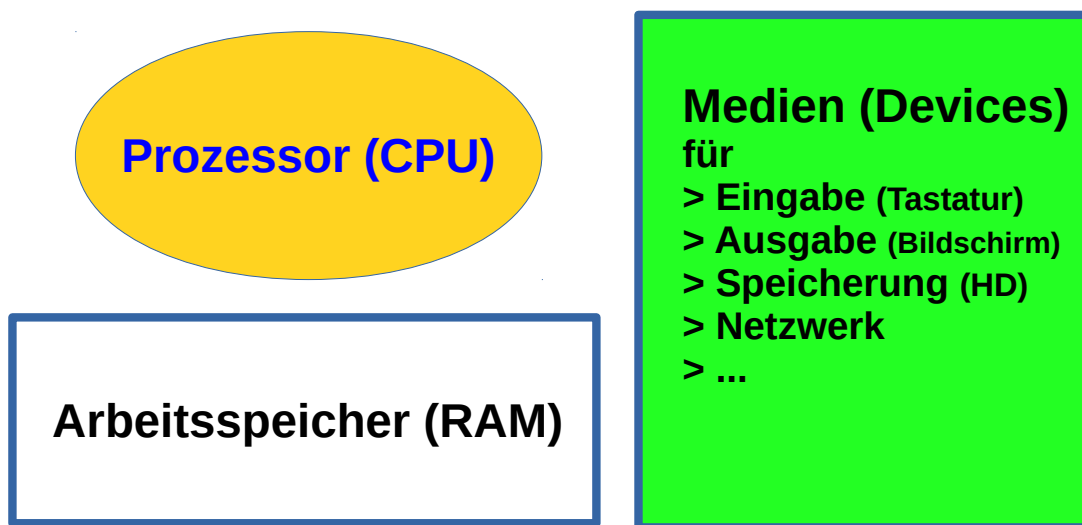 Prozessor (CPU)
Arbeitsspeicher (RAM)
Medien (Devices)
für
> Eingabe (Tastatur)
> Ausgabe (Bildschirm)
> Speicherung (HD)
> Netzwerk
> ...